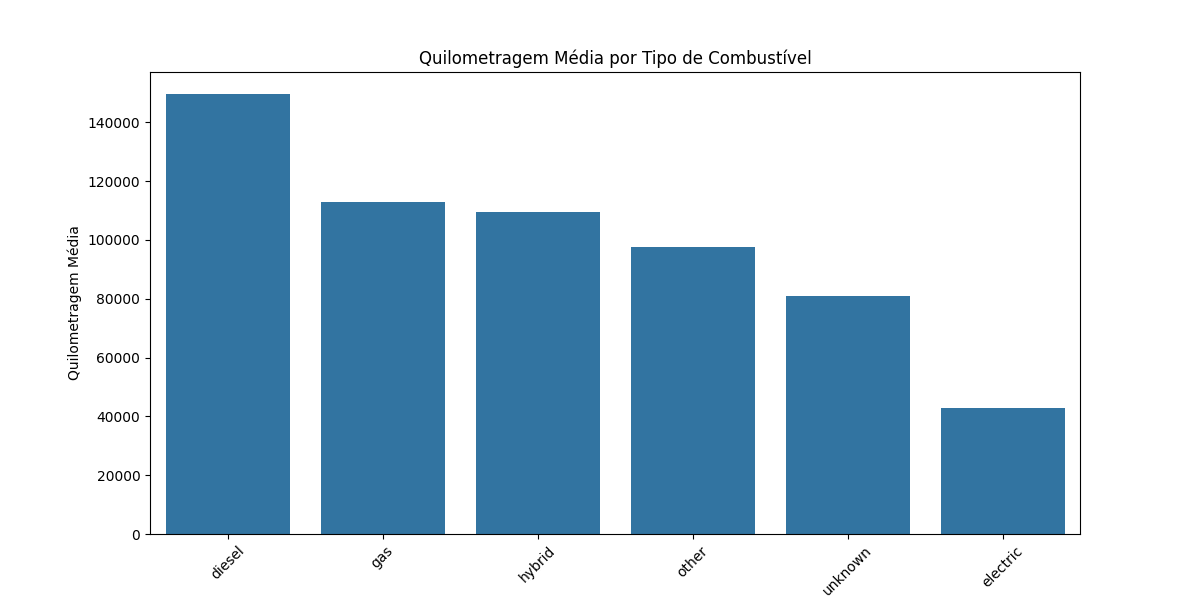 Quilometragem Média por Tipo de Combustível
Quilometragem Média
140000
120000
100000
80000
60000
40000
20000
0
diesel
gas
hybrid
other
unknown
electric